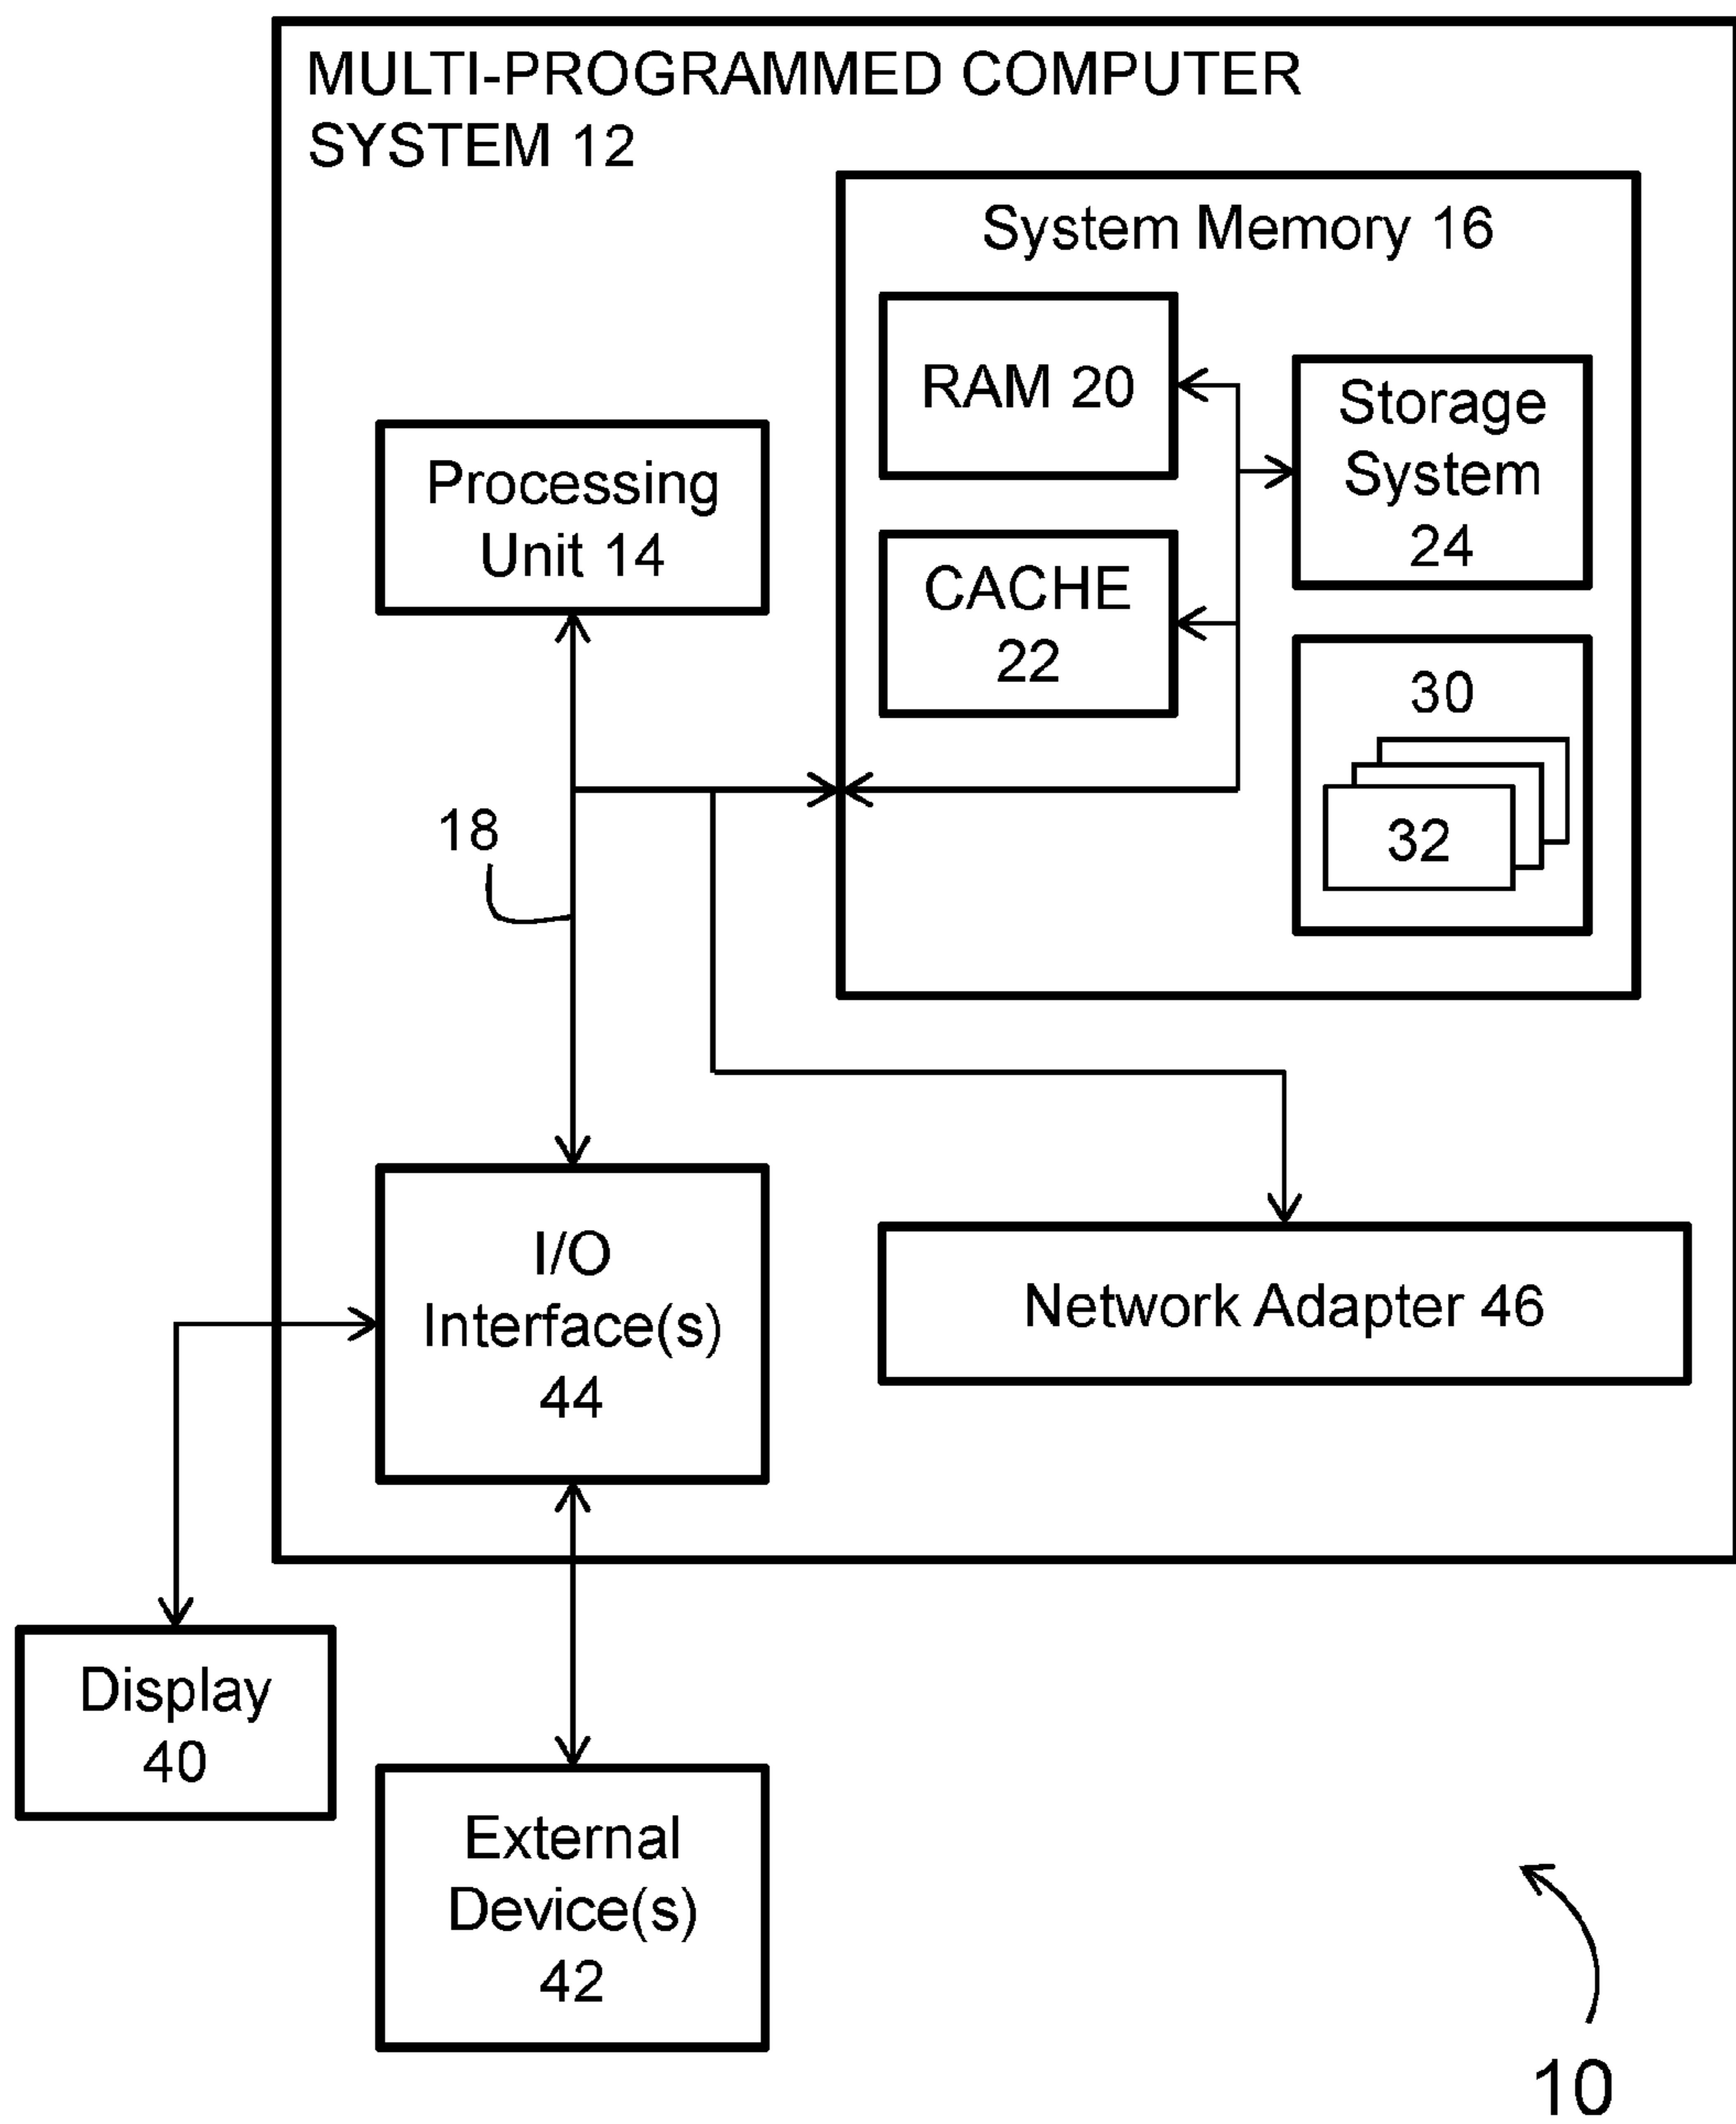 MULTI-PROGRAMMED COMPUTER
SYSTEM 12
System Memory 16
RAM 20
Storage
System
24
Processing
Unit 14
CACHE
22
30
32
18
I/O
Interface(s)
44
Network Adapter 46
Display
40
External
Device(s)
42
10